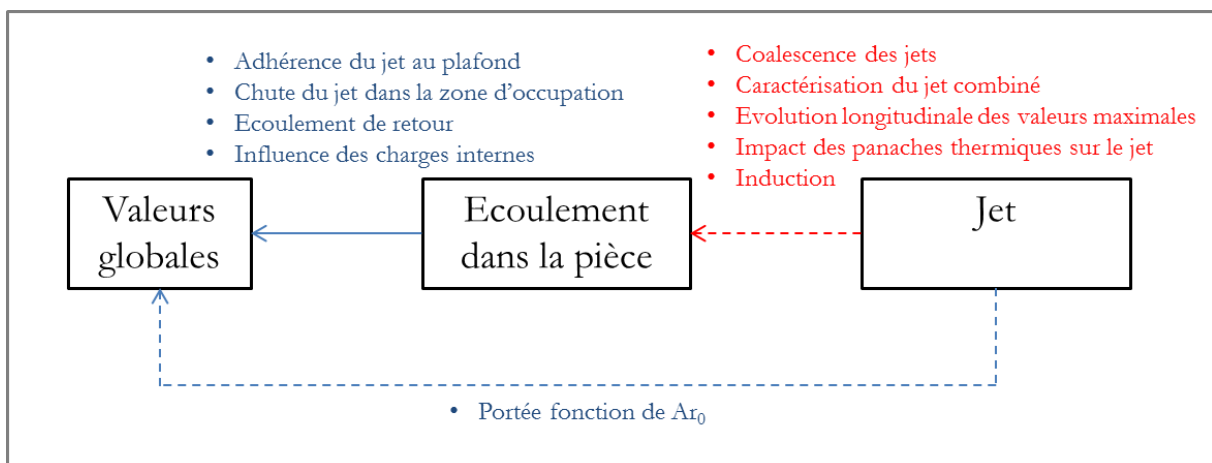 • Adhérence du jet au plafond
• Chute du jet dans la zone d’occupation
• Ecoulement de retour
• Influence des charges internes
• Coalescence des jets
• Caractérisation du jet combiné
• Evolution longitudinale des valeurs maximales
• Impact des panaches thermiques sur le jet
• Induction
Valeurs
globales
Ecoulement
dans la pièce
Jet
• Portée fonction de Ar₀